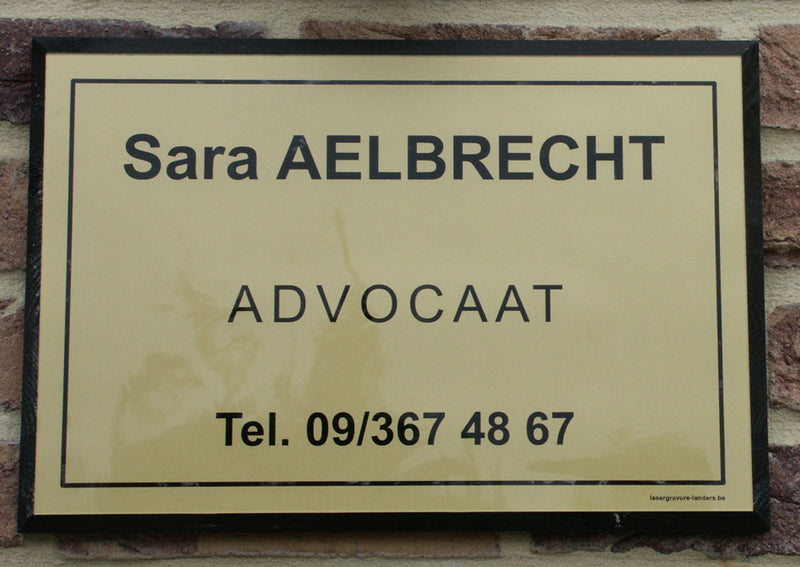 Sara AELBRECHT
ADVOCAAT
Tel. 09/367 48 67
lasergravure-landers.be